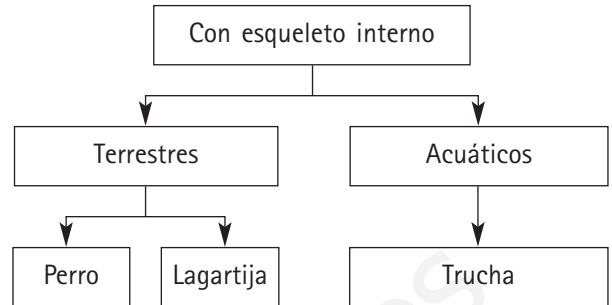 Con esqueleto interno
Terrestres
Acuáticos
Perro
Lagartija
Trucha